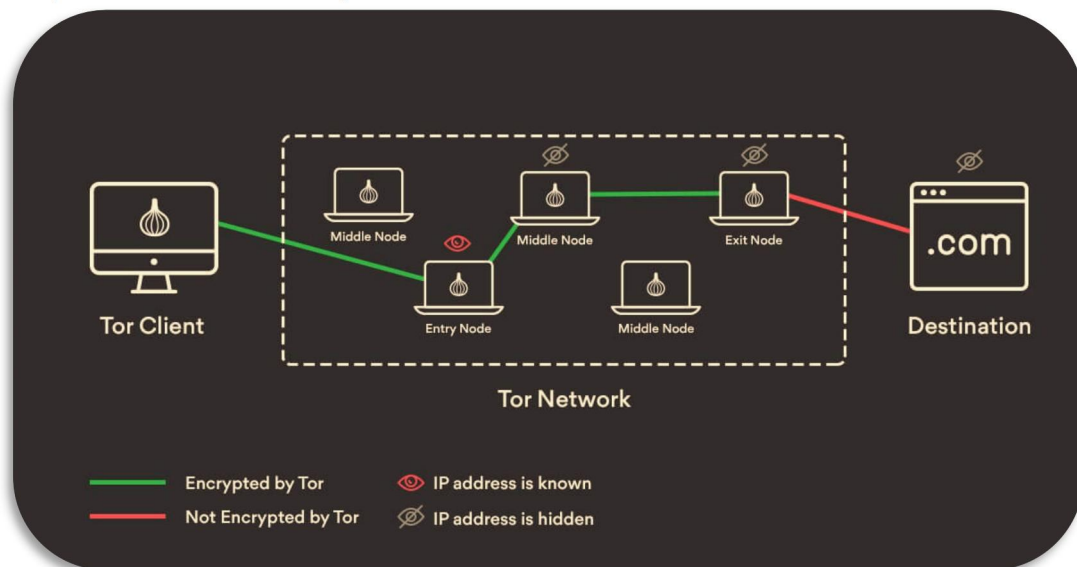 Middle Node
Middle Node
Exit Node
.com
Tor Client
Entry Node
Middle Node
Destination
Tor Network
Encrypted by Tor
IP address is known
Not Encrypted by Tor
IP address is hidden